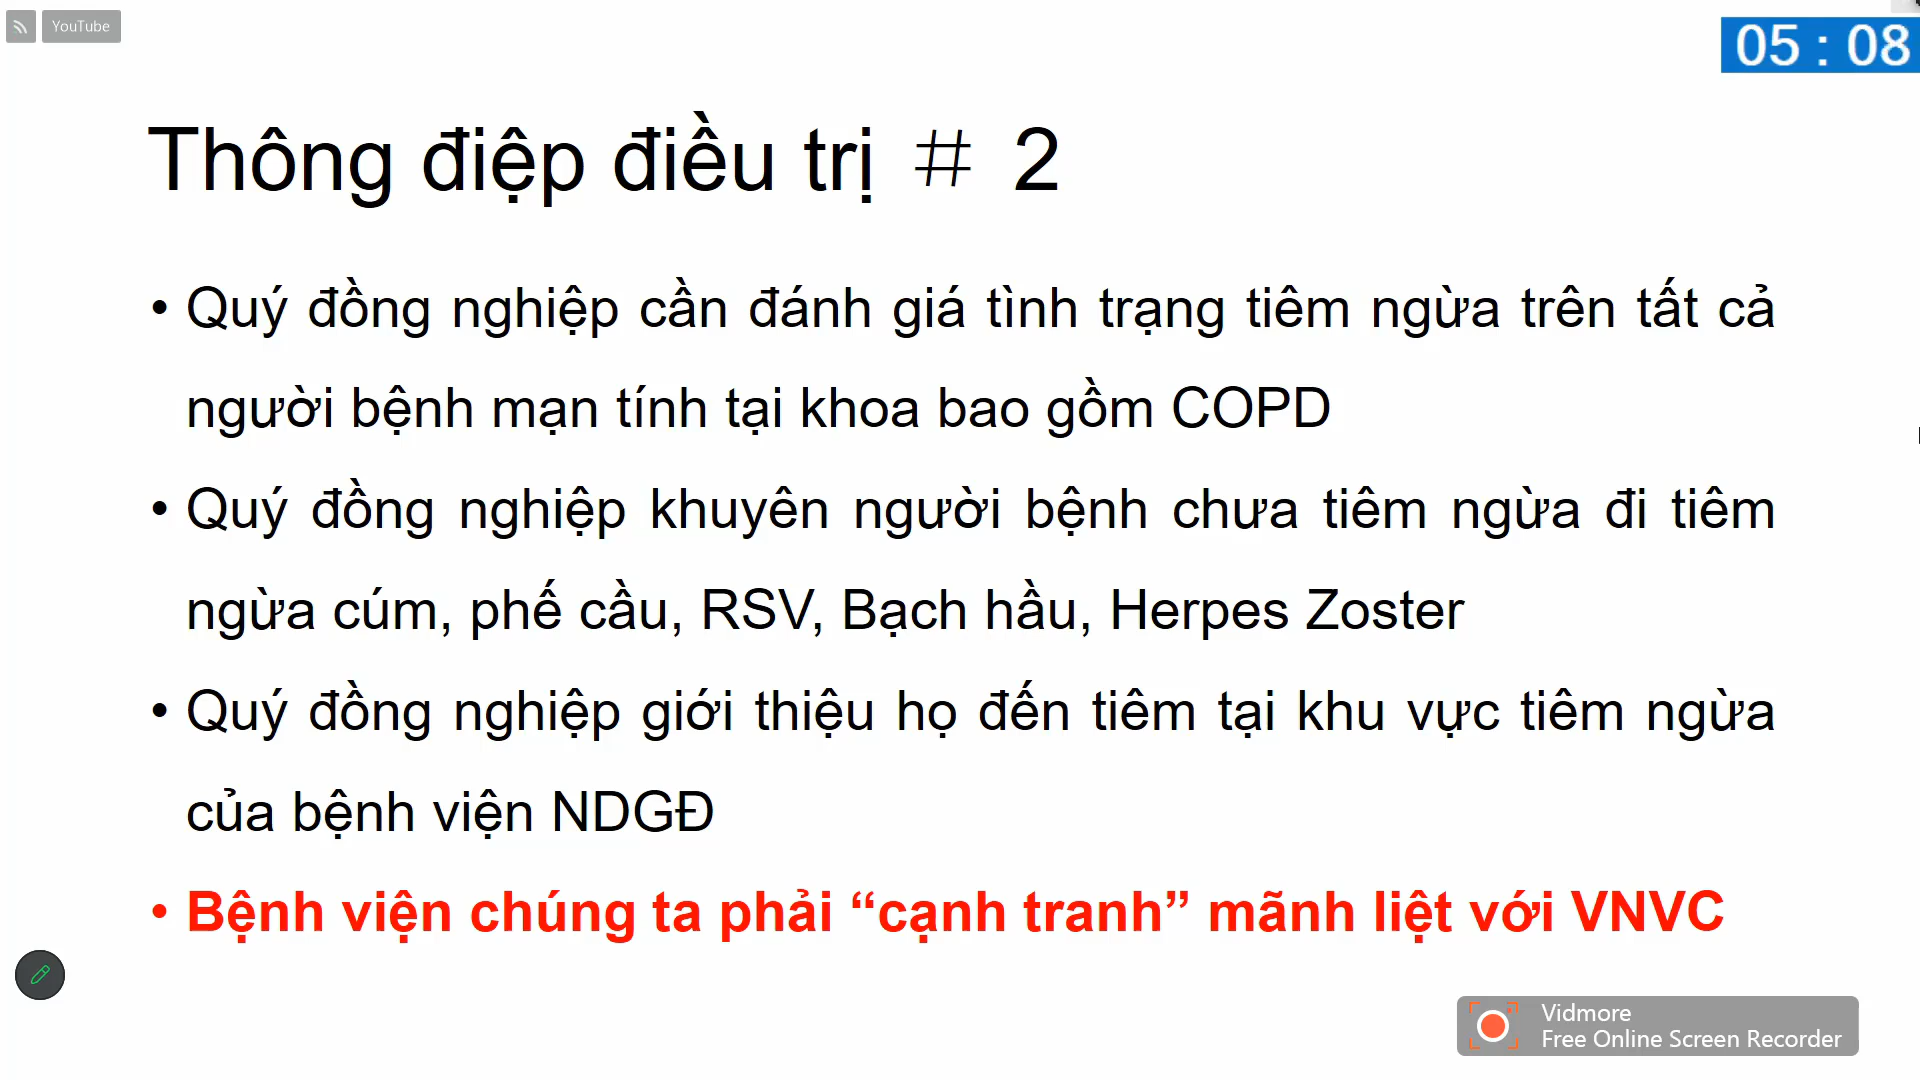 YouTube
05 : 08
Thông điệp điều trị # 2
• Quý đồng nghiệp cần đánh giá tình trạng tiêm ngừa trên tất cả
người bệnh mạn tính tại khoa bao gồm COPD
• Quý đồng nghiệp khuyên người bệnh chưa tiêm ngừa đi tiêm
ngừa cúm, phế cầu, RSV, Bạch hầu, Herpes Zoster
• Quý đồng nghiệp giới thiệu họ đến tiêm tại khu vực tiêm ngừa
của bệnh viện NDGĐ
• Bệnh viện chúng ta phải “cạnh tranh” mãnh liệt với VNVC
Vidmore
Free Online Screen Recorder